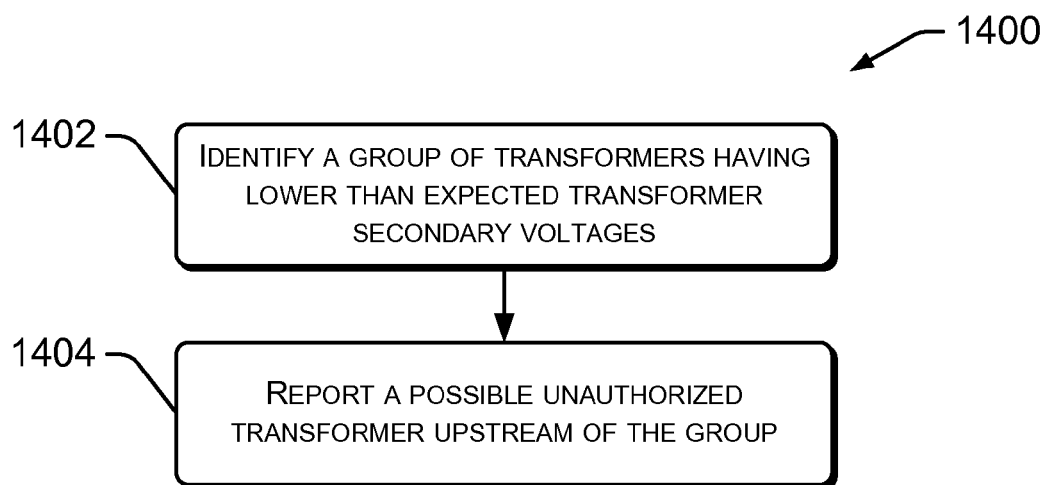 1400
1402
IDENTIFY A GROUP OF TRANSFORMERS HAVING
LOWER THAN EXPECTED TRANSFORMER
SECONDARY VOLTAGES
1404
REPORT A POSSIBLE UNAUTHORIZED
TRANSFORMER UPSTREAM OF THE GROUP